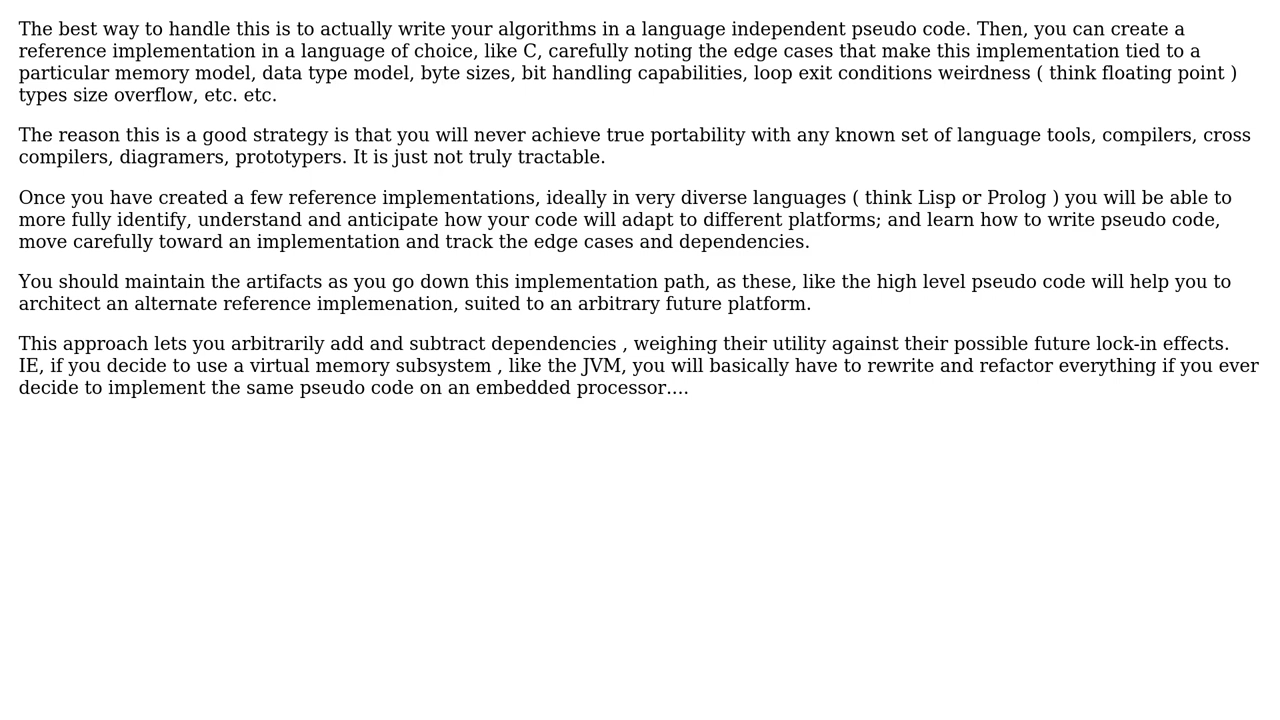 The best way to handle this is to actually write your algorithms in a language independent pseudo code. Then, you can create a
reference implementation in a language of choice, like C, carefully noting the edge cases that make this implementation tied to a
particular memory model, data type model, byte sizes, bit handling capabilities, loop exit conditions weirdness ( think floating point )
types size overflow, etc. etc.
The reason this is a good strategy is that you will never achieve true portability with any known set of language tools, compilers, cross
compilers, diagramers, prototypers. It is just not truly tractable.
Once you have created a few reference implementations, ideally in very diverse languages ( think Lisp or Prolog ) you will be able to
more fully identify, understand and anticipate how your code will adapt to different platforms; and learn how to write pseudo code,
move carefully toward an implementation and track the edge cases and dependencies.
You should maintain the artifacts as you go down this implementation path, as these, like the high level pseudo code will help you to
architect an alternate reference implemenation, suited to an arbitrary future platform.
This approach lets you arbitrarily add and subtract dependencies , weighing their utility against their possible future lock-in effects.
IE, if you decide to use a virtual memory subsystem , like the JVM, you will basically have to rewrite and refactor everything if you ever
decide to implement the same pseudo code on an embedded processor....